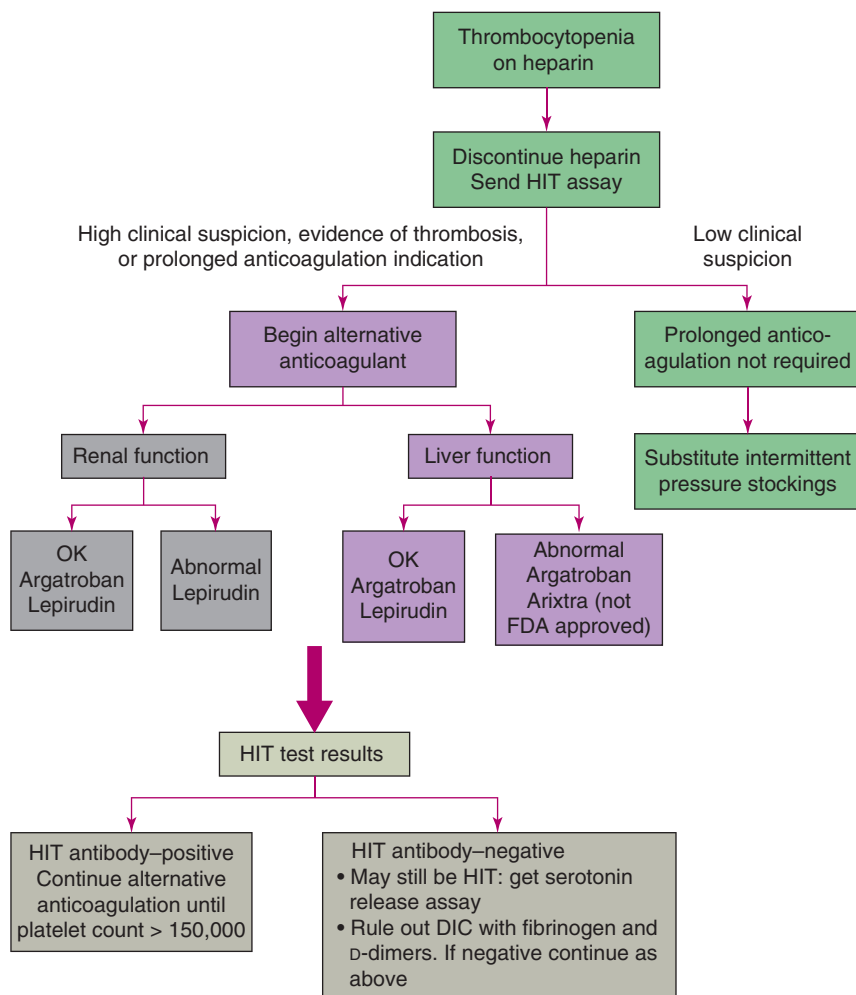 Thrombocytopenia
on heparin
Discontinue heparin
Send HIT assay
High clinical suspicion, evidence of thrombosis,
or prolonged anticoagulation indication
Low clinical
suspicion
Begin alternative
anticoagulant
Prolonged antico-
agulation not required
Renal function
Liver function
Substitute intermittent
pressure stockings
OK
Argatroban
Lepirudin
Abnormal
Lepirudin
OK
Argatroban
Lepirudin
Abnormal
Argatroban
Arixtra (not
FDA approved)
HIT test results
HIT antibody–positive
Continue alternative
anticoagulation until
platelet count > 150,000
HIT antibody–negative
• May still be HIT: get serotonin
release assay
• Rule out DIC with fibrinogen and
D-dimers. If negative continue as
above